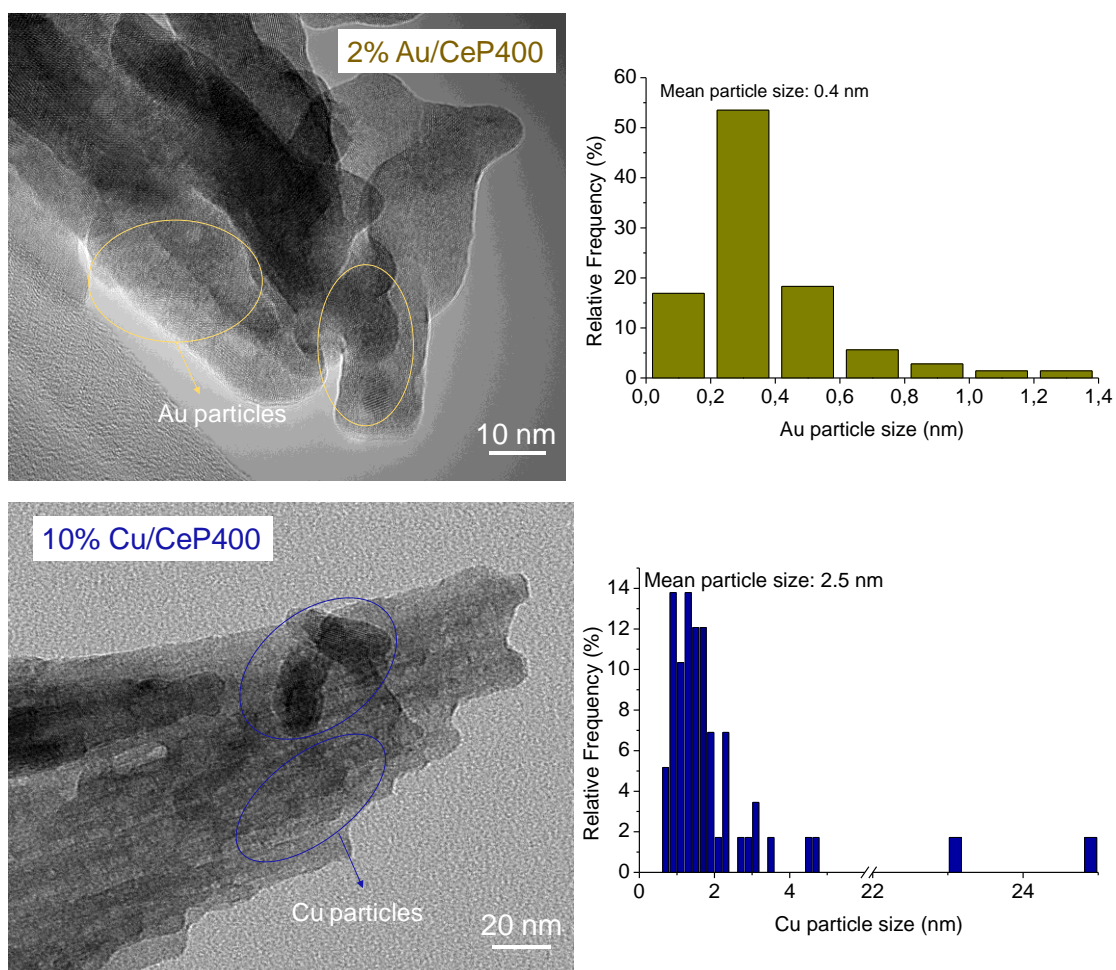 2% Au/CeP400
Au particles
10 nm
Mean particle size: 0.4 nm
Relative Frequency (%)
60
50
40
30
20
10
0
0,0 0,2 0,4 0,6 0,8 1,0 1,2 1,4
Au particle size (nm)
10% Cu/CeP400
Cu particles
20 nm
Mean particle size: 2.5 nm
Relative Frequency (%)
14
12
10
8
6
4
2
0
0 2 4 22 24
Cu particle size (nm)